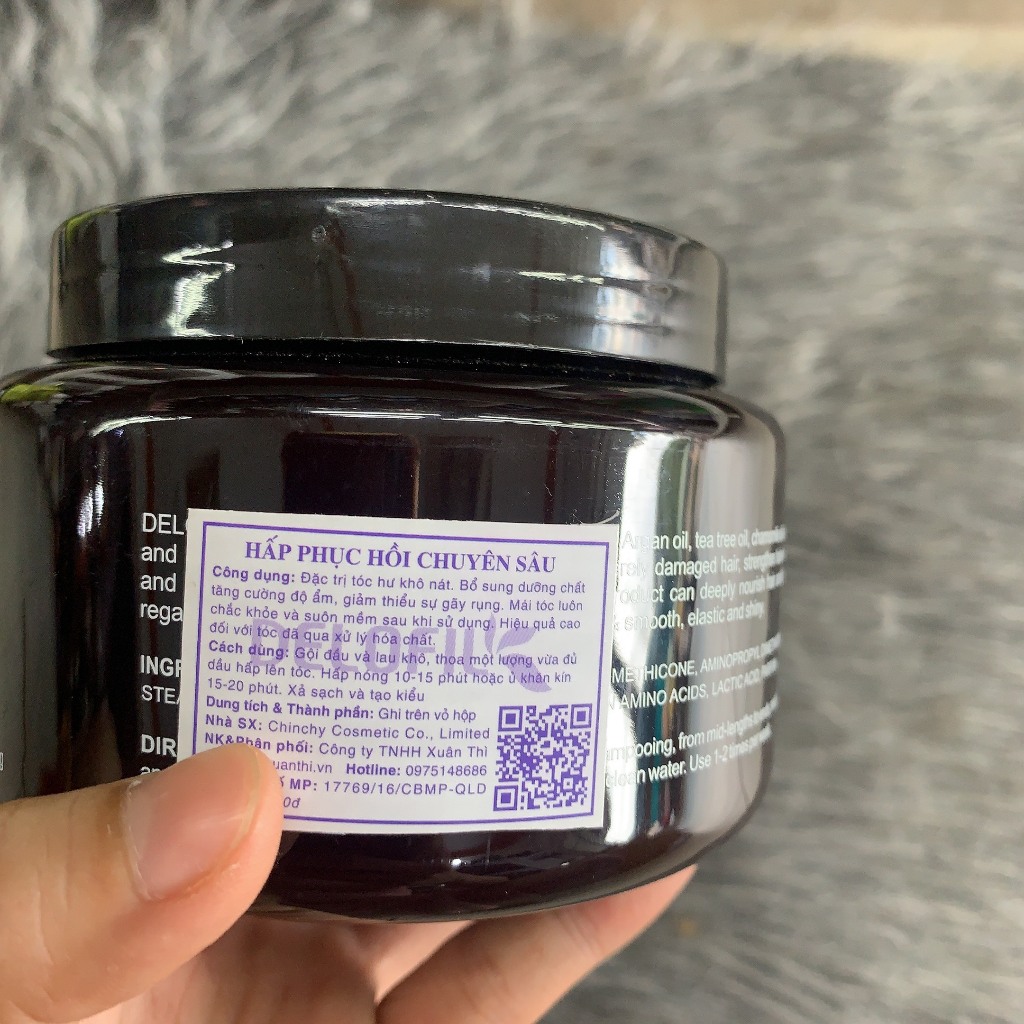 HẤP PHỤC HỒI CHUYÊN SÂU
Công dụng: Đặc trị tóc hư khô nát. Bổ sung dưỡng chất
tăng cường độ ẩm, giảm thiểu sự gãy rụng. Mái tóc luôn
chắc khỏe và suôn mềm sau khi sử dụng. Hiệu quả cao
đối với tóc đã qua xử lý hóa chất.
DELOFIL
Cách dùng: Gội đầu và lau khô, thoa một lượng vừa đủ
dầu hấp lên tóc. Hấp nóng 10-15 phút hoặc ủ khăn kín
15-20 phút. Xả sạch và tạo kiểu
Dung tích & Thành phần: Ghi trên vỏ hộp
Nhà SX: Chinchy Cosmetic Co., Limited
NK&Phân phối: Công ty TNHH Xuân Thì
uanthi.vn Hotline: 0975148686
MP: 17769/16/CBMP-QLD
0đ
DEL
and
and
rega
INGR
STEA
DIR
Argan oil, tea tree oil,
damaged hair,
can deeply nourish
smooth, elastic and shiny.
METHICONE, AMINOPROPYL
AMINO ACIDS, LACTIC ACID,
ampooing, from mid-lengths
clean water. Use 1-2 times per